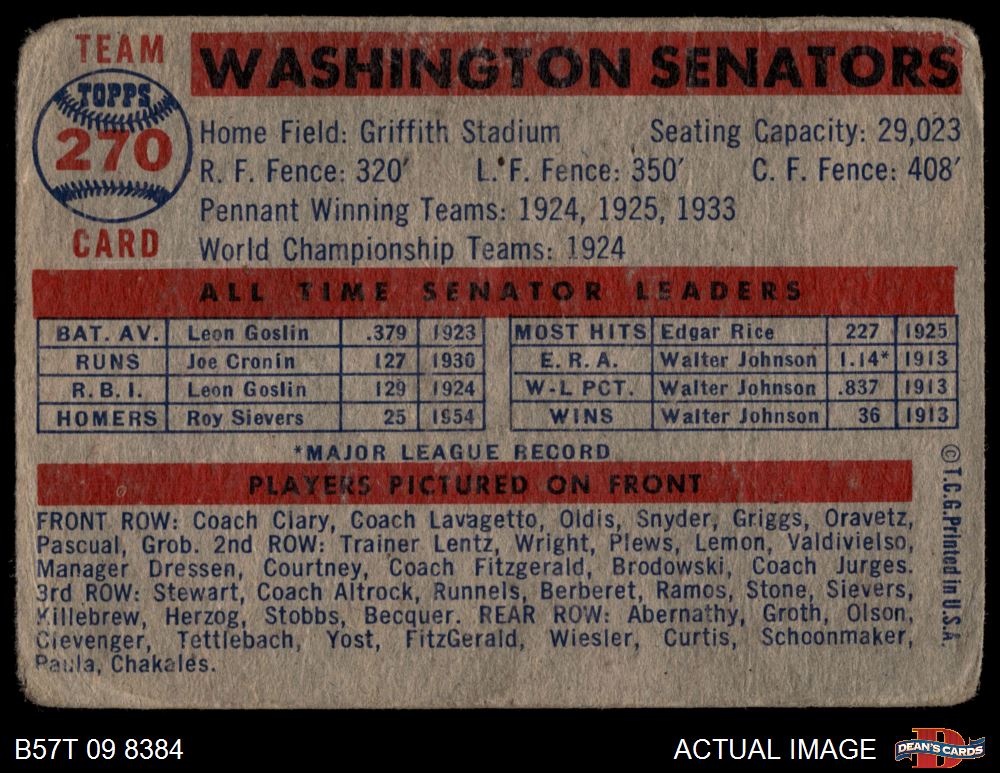 TEAM
TOPPS
270
CARD
WASHINGTON SENATORS
Home Field: Griffith Stadium Seating Capacity: 29,023
R. F. Fence: 320′ L. F. Fence: 350′ C. F. Fence: 408′
Pennant Winning Teams: 1924, 1925, 1933
World Championship Teams: 1924
ALL TIME SENATOR LEADERS
BAT. AV. Leon Goslin .379 1923 MOST HITS Edgar Rice 227 1925
RUNS Joe Cronin 127 1930 E.R.A. Walter Johnson 1.14* 1913
R.B.I. Leon Goslin 129 1924 W-L PCT. Walter Johnson .837 1913
HOMERS Roy Sievers 25 1954 WINS Walter Johnson 36 1913
*MAJOR LEAGUE RECORD
PLAYERS PICTURED ON FRONT
FRONT ROW: Coach Clary, Coach Lavagetto, Oldis, Snyder, Griggs, Oravetz,
Pascual, Grob. 2nd ROW: Trainer Lentz, Wright, Plews, Lemon, Valdivielso,
Manager Dressen, Courtney, Coach Fitzgerald, Brodowski, Coach Jurges.
3rd ROW: Stewart, Coach Altrock, Runnels, Berberet, Ramos, Stone, Sievers,
Killebrew, Herzog, Stobbs, Becquer. REAR ROW: Abernathy, Groth, Olson,
Clevenger, Tettlebach, Yost, FitzGerald, Wiesler, Curtis, Schoonmaker,
Paula, Chakales.
© T.C.G. Printed in U.S.A.
B57T 09 8384
ACTUAL IMAGE
DEAN'S CARDS